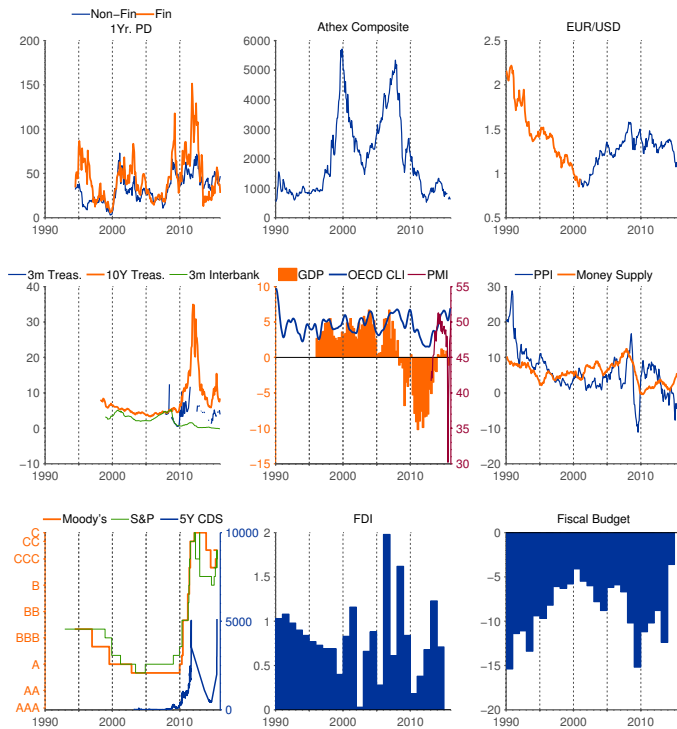 Non−Fin Fin
1Yr. PD
Athex Composite
EUR/USD
200
150
100
50
0
1990 2000 2010
6000
5000
4000
3000
2000
1000
0
1990 2000 2010
2.5
2
1.5
1
0.5
1990 2000 2010
3m Treas. 10Y Treas. 3m Interbank
40
30
20
10
0
−10
1990 2000 2010
GDP OECD CLI PMI
10
5
0
−5
−10
−15
55
50
45
40
35
30
1990 2000 2010
PPI Money Supply
40
30
20
10
0
−10
−20
1990 2000 2010
Moody's S&P 5Y CDS
C
CC
CCC
B
BB
BBB
A
AA
AAA
10000
5000
0
1990 2000 2010
FDI
2
1.5
1
0.5
0
1990 2000 2010
Fiscal Budget
0
−5
−10
−15
−20
1990 2000 2010